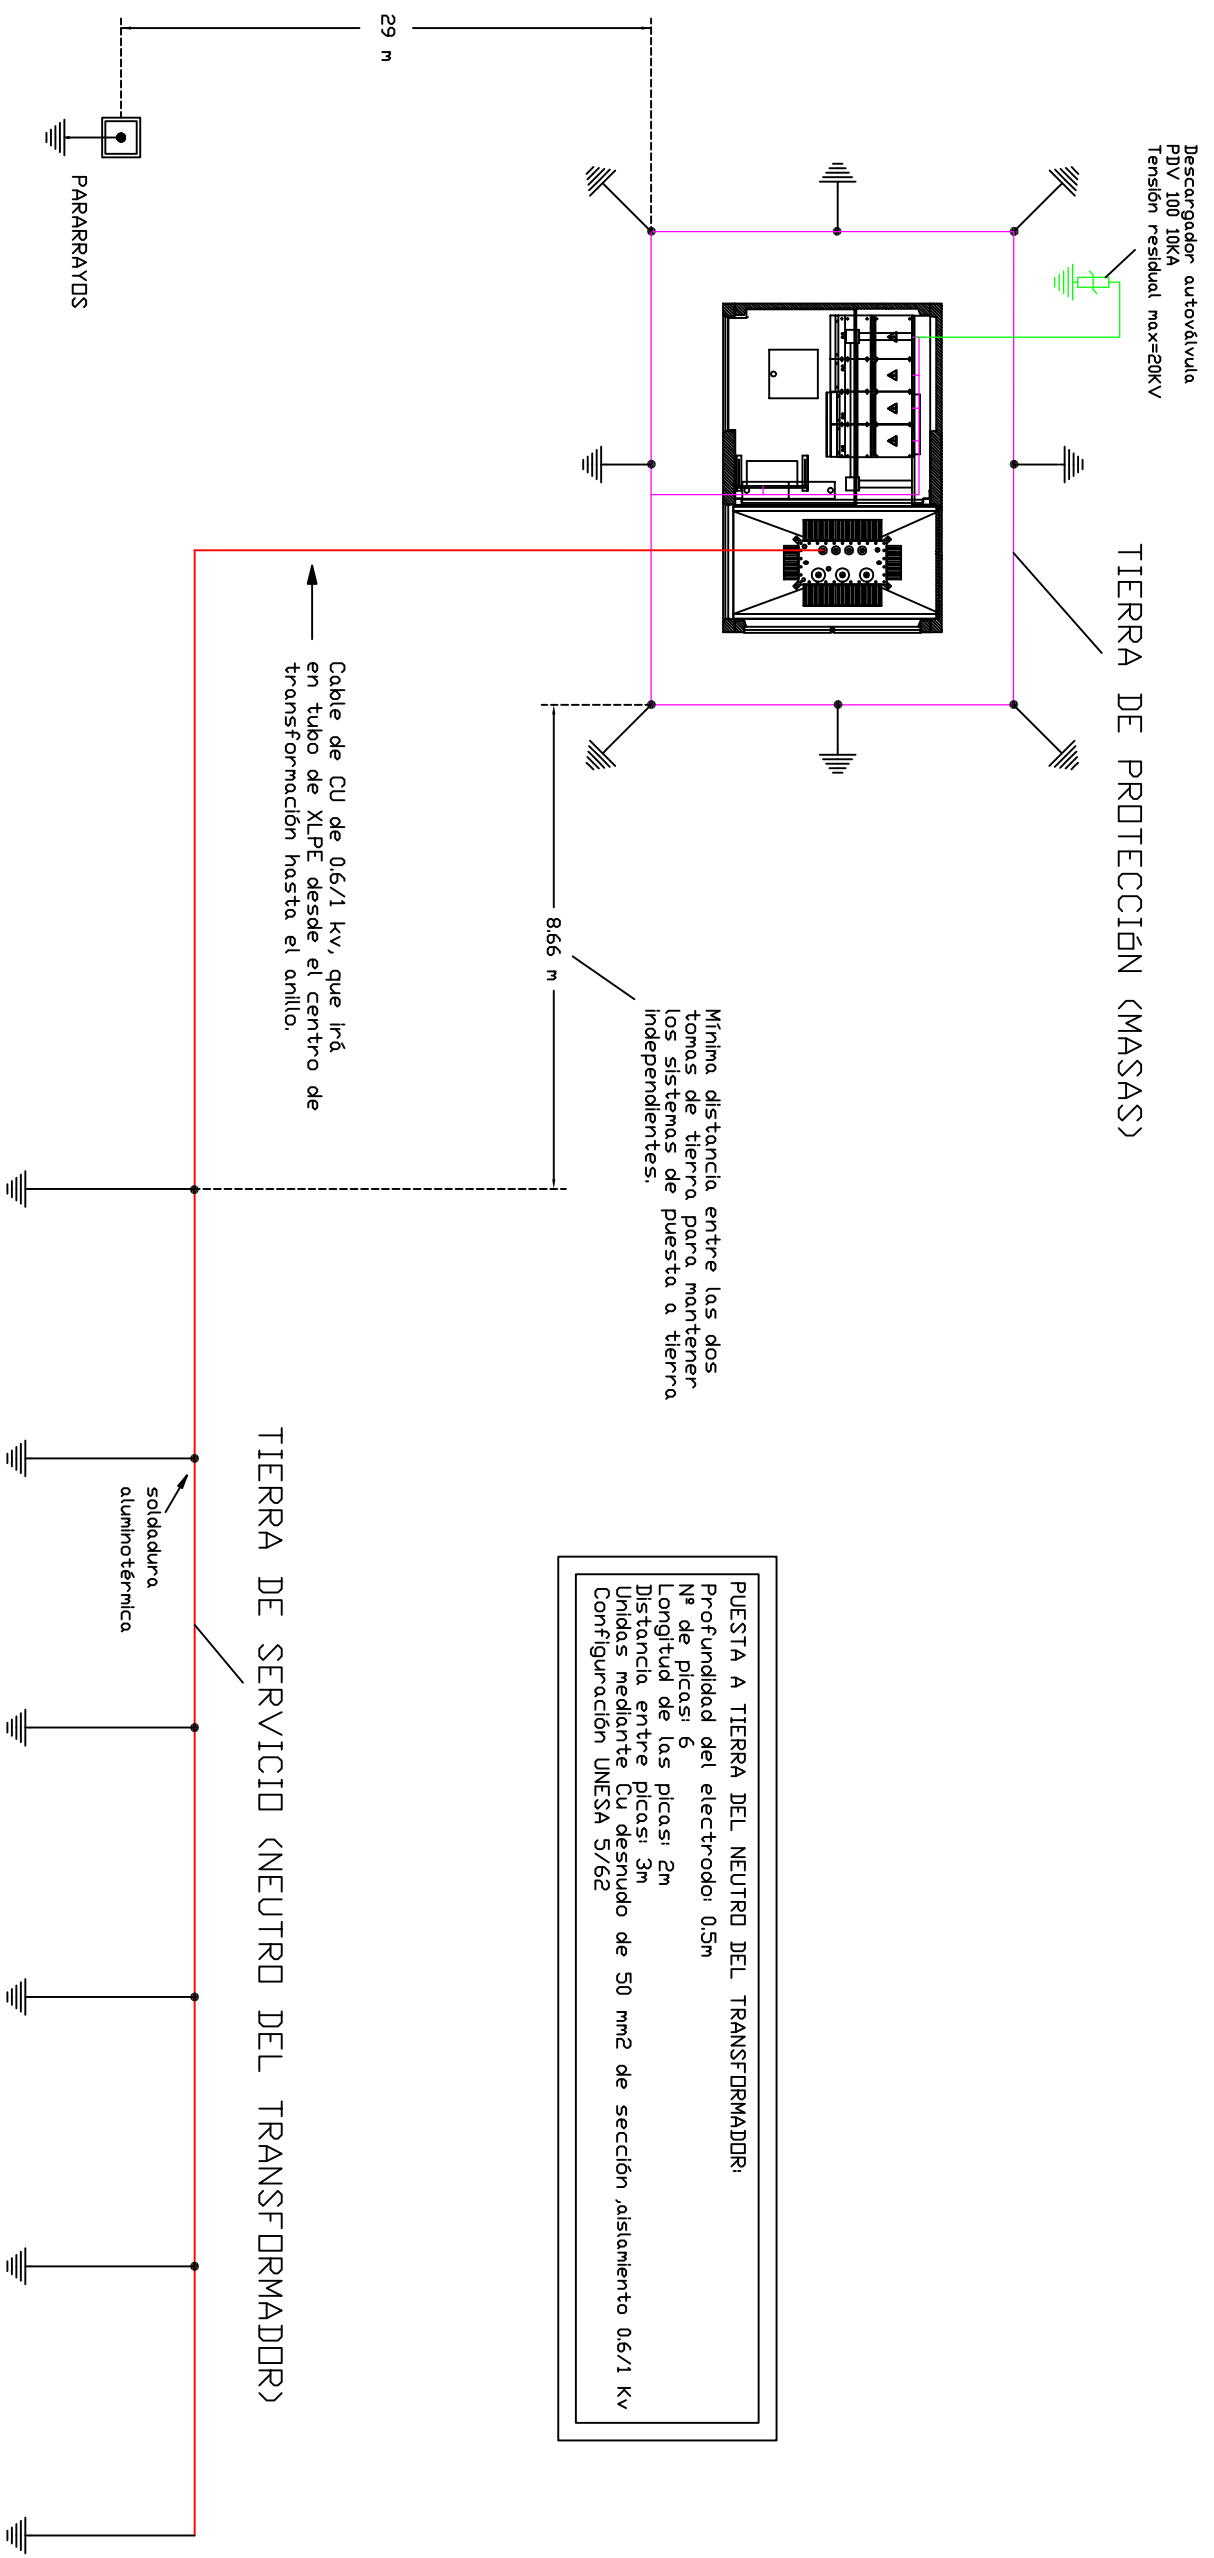 Descargador autoválvula
PDV 100 10KA
Tensión residual max=20KV
TIERRA DE PROTECCIÓN (MASAS)
29 m
PARARRAYOS
8.66 m
Mínima distancia entre las dos
tomas de tierra para mantener
los sistemas de puesta a tierra
independientes.
Cable de CU de 0.6/1 kv, que irá
en tubo de XLPE desde el centro de
transformación hasta el anillo.
PUESTA A TIERRA DEL NEUTRO DEL TRANSFORMADOR:
Profundidad del electrodo: 0.5m
Nº de picas: 6
Longitud de las picas: 2m
Distancia entre picas: 3m
Unidas mediante Cu desnudo de 50 mm2 de sección ,aislamiento 0.6/1 Kv
Configuración UNESA 5/62
TIERRA DE SERVICIO (NEUTRO DEL TRANSFORMADOR)
soldadura
aluminotérmica